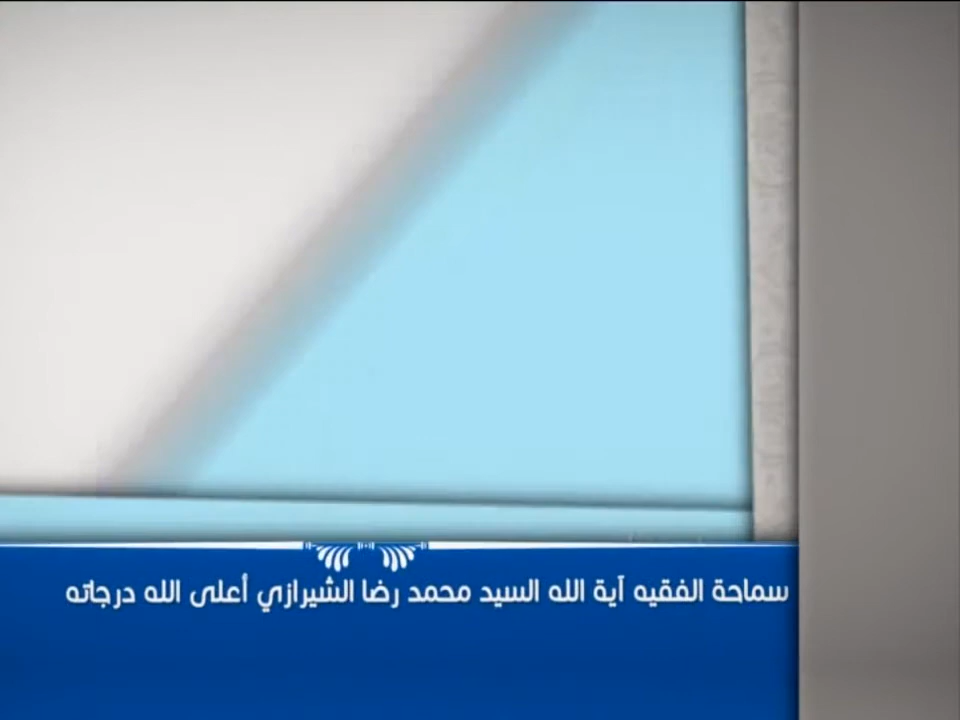 سماحة الفقيه آية الله السيد محمد رضا الشيرازي أعلى الله درجاته